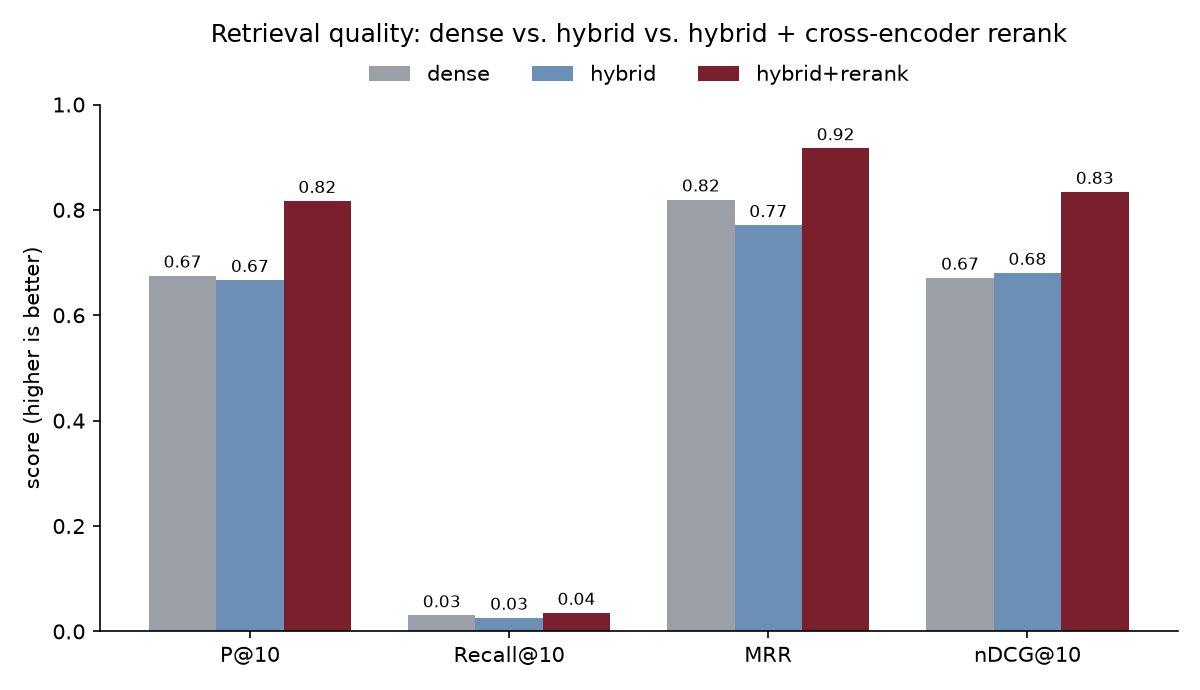 Retrieval quality: dense vs. hybrid vs. hybrid + cross-encoder rerank
dense hybrid hybrid+rerank
score (higher is better)
1.0
0.8
0.6
0.4
0.2
0.0
0.67 0.67 0.82
0.03 0.03 0.04
0.82 0.77 0.92
0.67 0.68 0.83
P@10 Recall@10 MRR nDCG@10